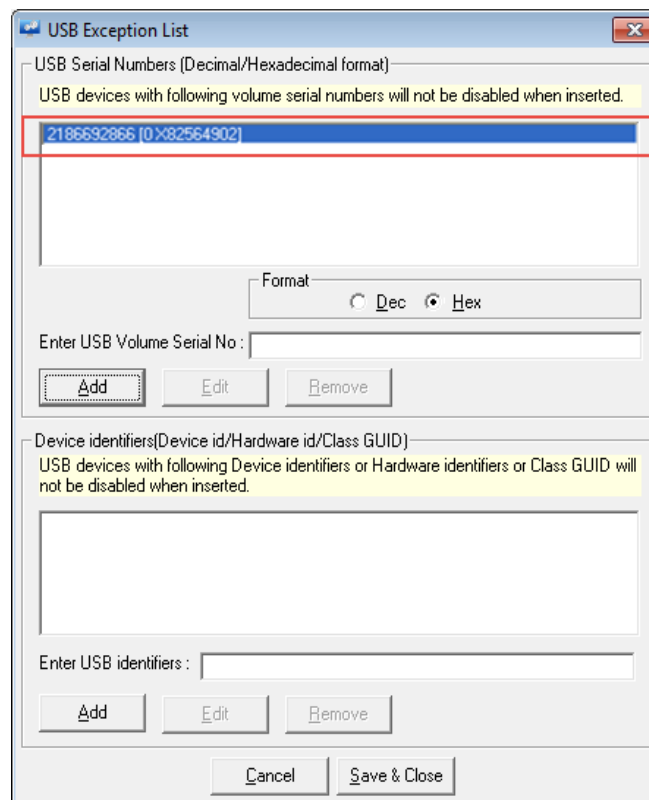 USB Exception List
USB Serial Numbers (Decimal/Hexadecimal format)
USB devices with following volume serial numbers will not be disabled when inserted.
2186692866 [0X82564902]
Format
Dec Hex
Enter USB Volume Serial No :
Add Edit Remove
Device identifiers(Device id/Hardware id/Class GUID)
USB devices with following Device identifiers or Hardware identifiers or Class GUID will
not be disabled when inserted.
Enter USB identifiers :
Add Edit Remove
Cancel Save & Close